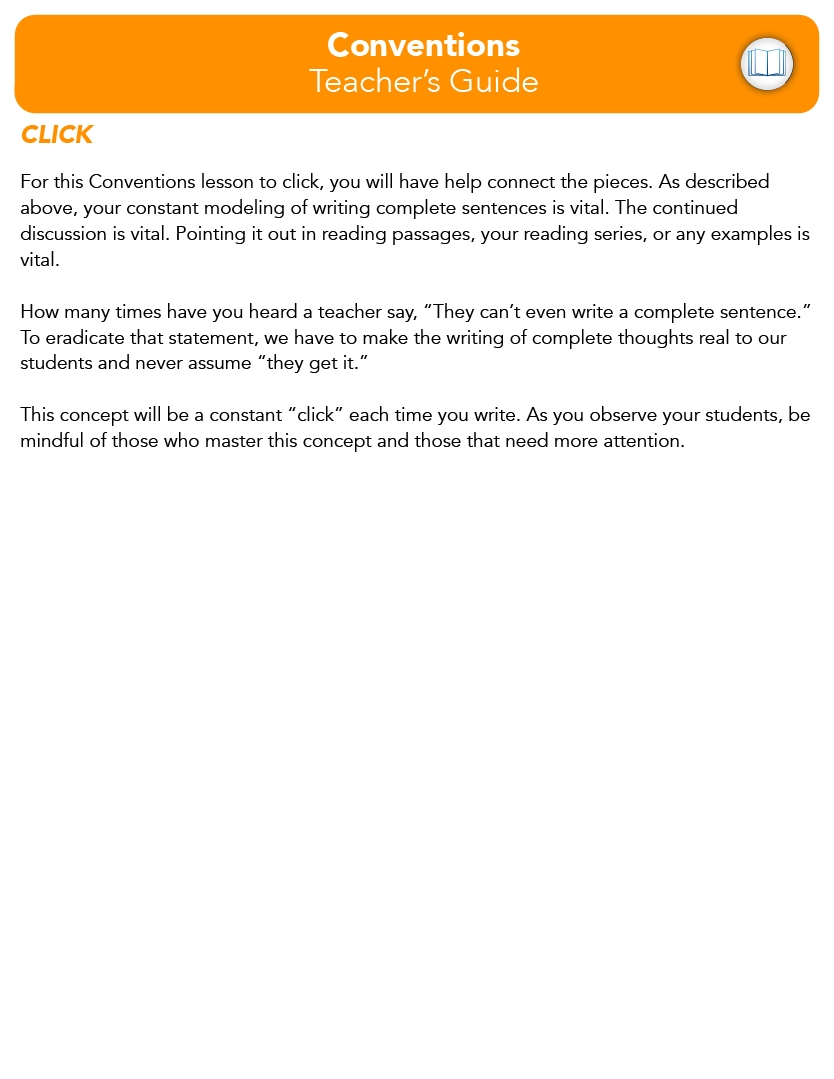 Conventions
Teacher’s Guide
CLICK
For this Conventions lesson to click, you will have help connect the pieces. As described
above, your constant modeling of writing complete sentences is vital. The continued
discussion is vital. Pointing it out in reading passages, your reading series, or any examples is
vital.
How many times have you heard a teacher say, “They can’t even write a complete sentence.”
To eradicate that statement, we have to make the writing of complete thoughts real to our
students and never assume “they get it.”
This concept will be a constant “click” each time you write. As you observe your students, be
mindful of those who master this concept and those that need more attention.